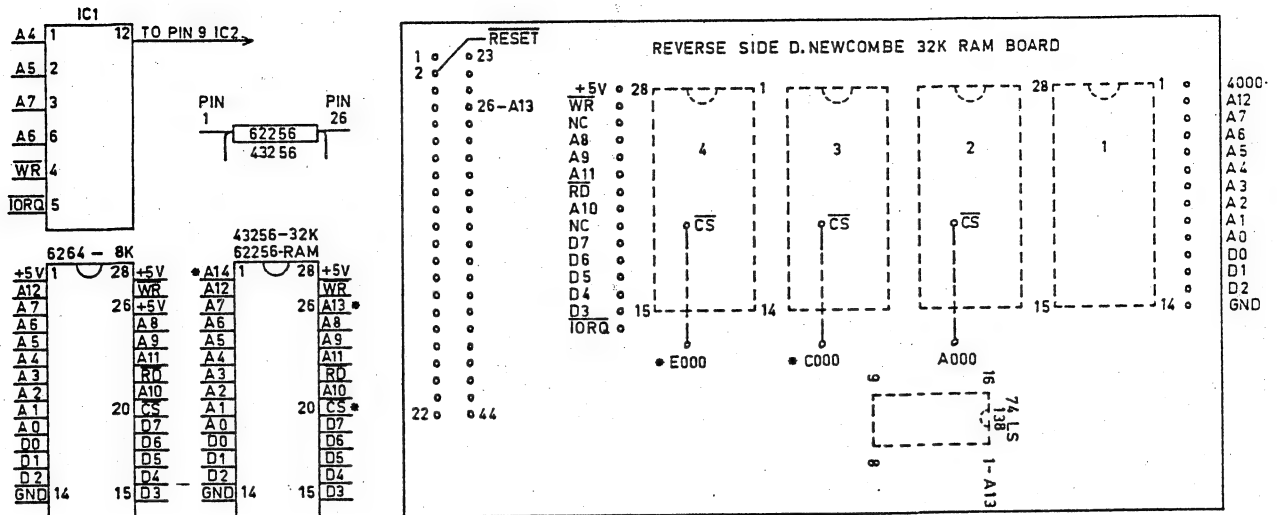 IC1
A4 1 12 TO PIN 9 IC2
A5 2
A7 3
A6 6
WR 4
IORQ 5
PIN 1
PIN 26
62256
43256
6264 - 8K
+5V 1 28 +5V
A12 WR
A7 26 +5V
A6 A8
A5 A9
A4 A11
A3 RD
A2 A10
A1 20 CS
A0 D7
D0 D6
D1 D5
D2 D4
GND 14 15 D3
43256-32K
62256-RAM
* A14 1 28 +5V
A12 WR
A7 26 A13 *
A6 A8
A5 A9
A4 A11
A3 RD
A2 A10
A1 20 CS *
A0 D7
D0 D6
D1 D5
D2 D4
GND 14 15 D3
RESET
1 23
2
26-A13
22 44
REVERSE SIDE D.NEWCOMBE 32K RAM BOARD
+5V
WR
NC
A8
A9
A11
RD
A10
NC
D7
D6
D5
D4
D3
IORQ
28 1
4
CS
15 14
* E000
3
CS
* C000
2
CS
A000
28 1
1
15 14
4000-
A12
A7
A6
A5
A4
A3
A2
A1
A0
D0
D1
D2
GND
9 16
74 LS
138
8 1-A13